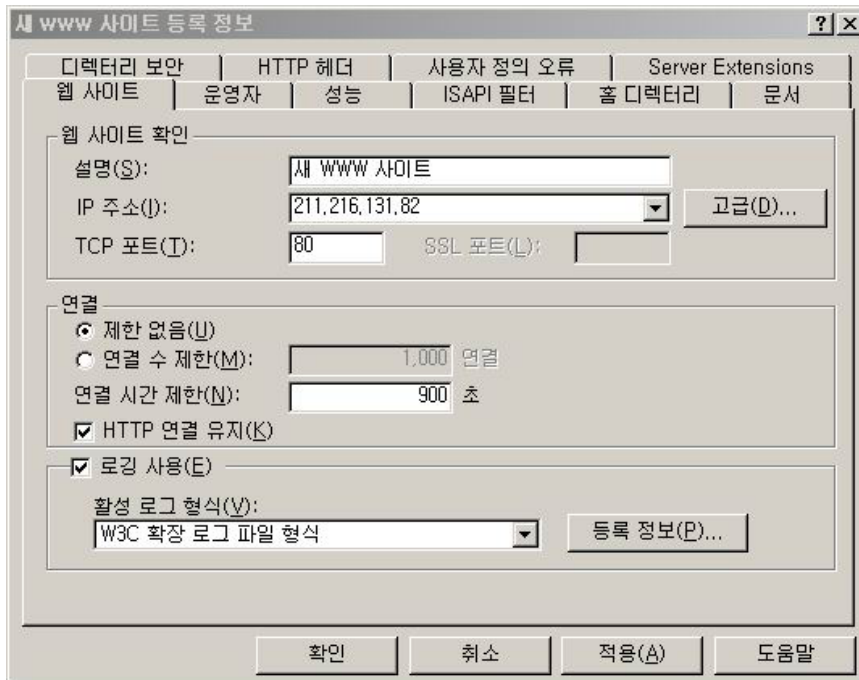 새 WWW 사이트 등록 정보
디렉터리 보안 HTTP 헤더 사용자 정의 오류 Server Extensions
웹 사이트 운영자 성능 ISAPI 필터 홈 디렉터리 문서
웹 사이트 확인
설명(S): 새 WWW 사이트
IP 주소(I): 211,216,131,82 고급(D)...
TCP 포트(T): 80 SSL 포트(L):
연결
제한 없음(U)
연결 수 제한(M): 1,000 연결
연결 시간 제한(N): 900 초
HTTP 연결 유지(K)
로깅 사용(E)
활성 로그 형식(V):
W3C 확장 로그 파일 형식 등록 정보(P)...
확인 취소 적용(A) 도움말